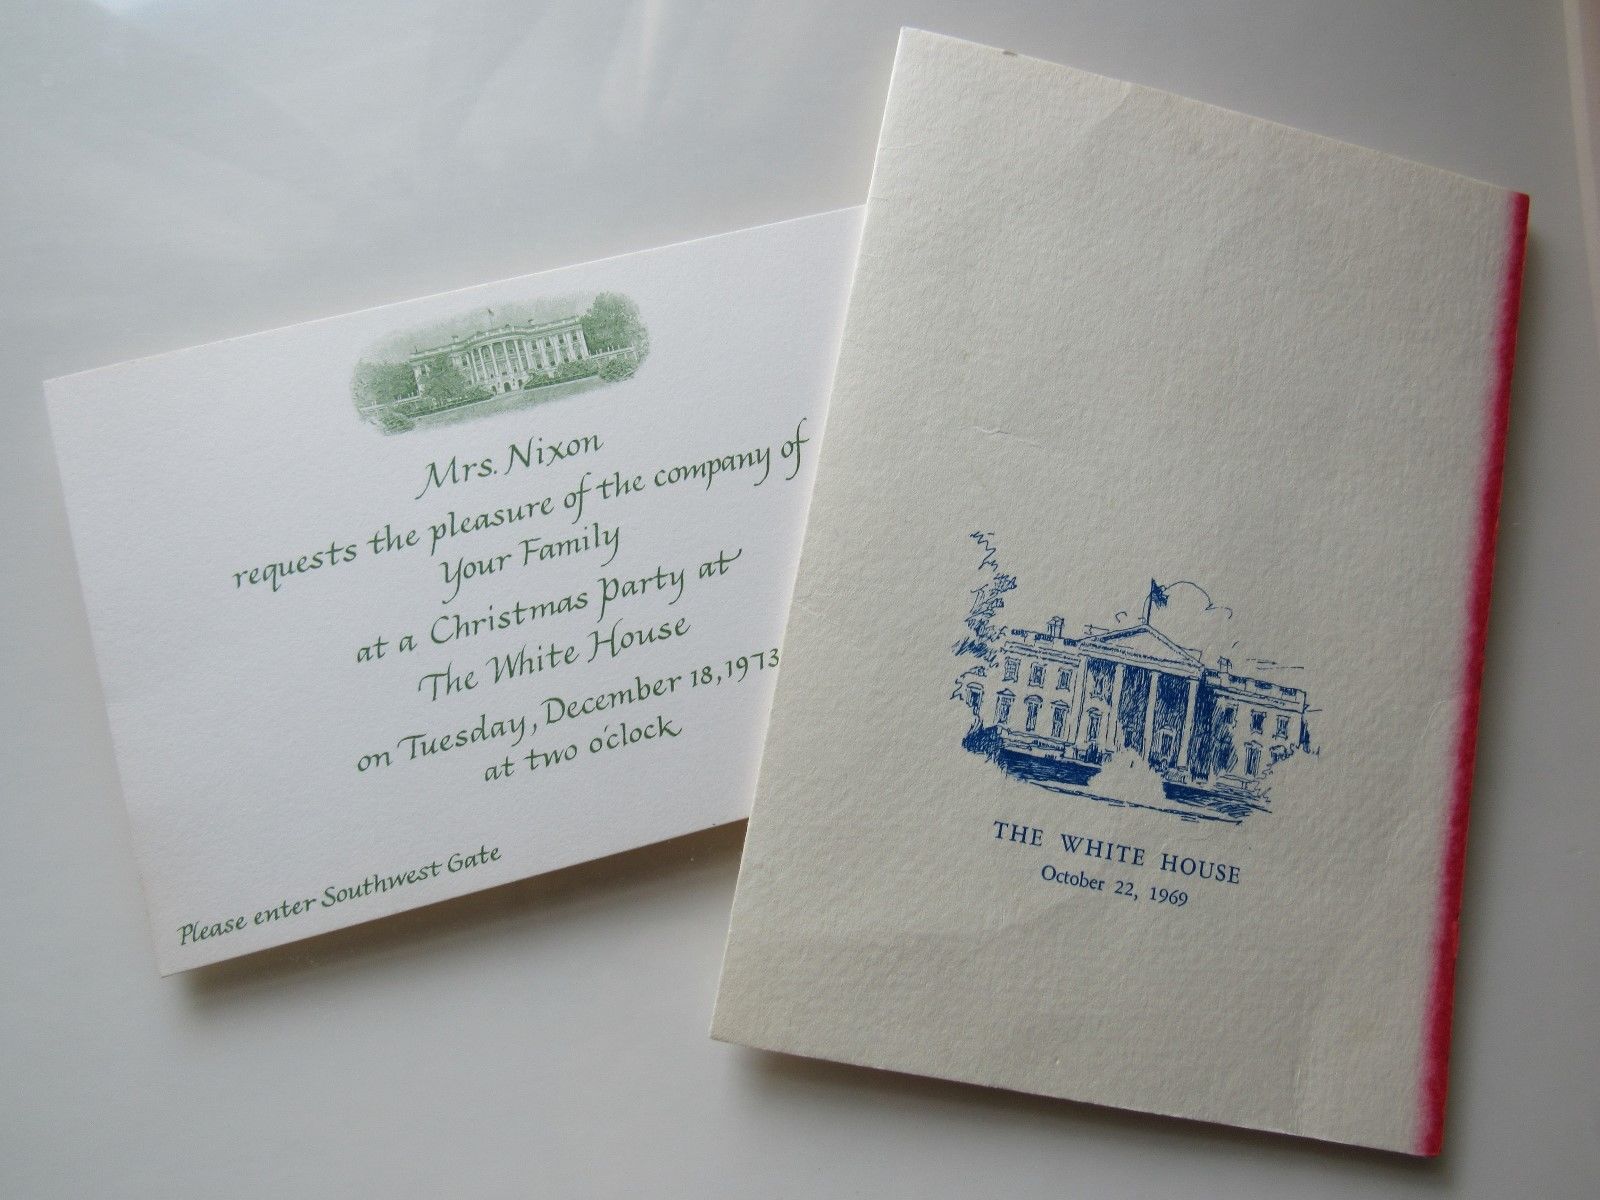 Mrs. Nixon
requests the pleasure of the company of
Your Family
at a Christmas Party at
The White House
on Tuesday, December 18, 1973
at two o'clock
Please enter Southwest Gate
THE WHITE HOUSE
October 22, 1969